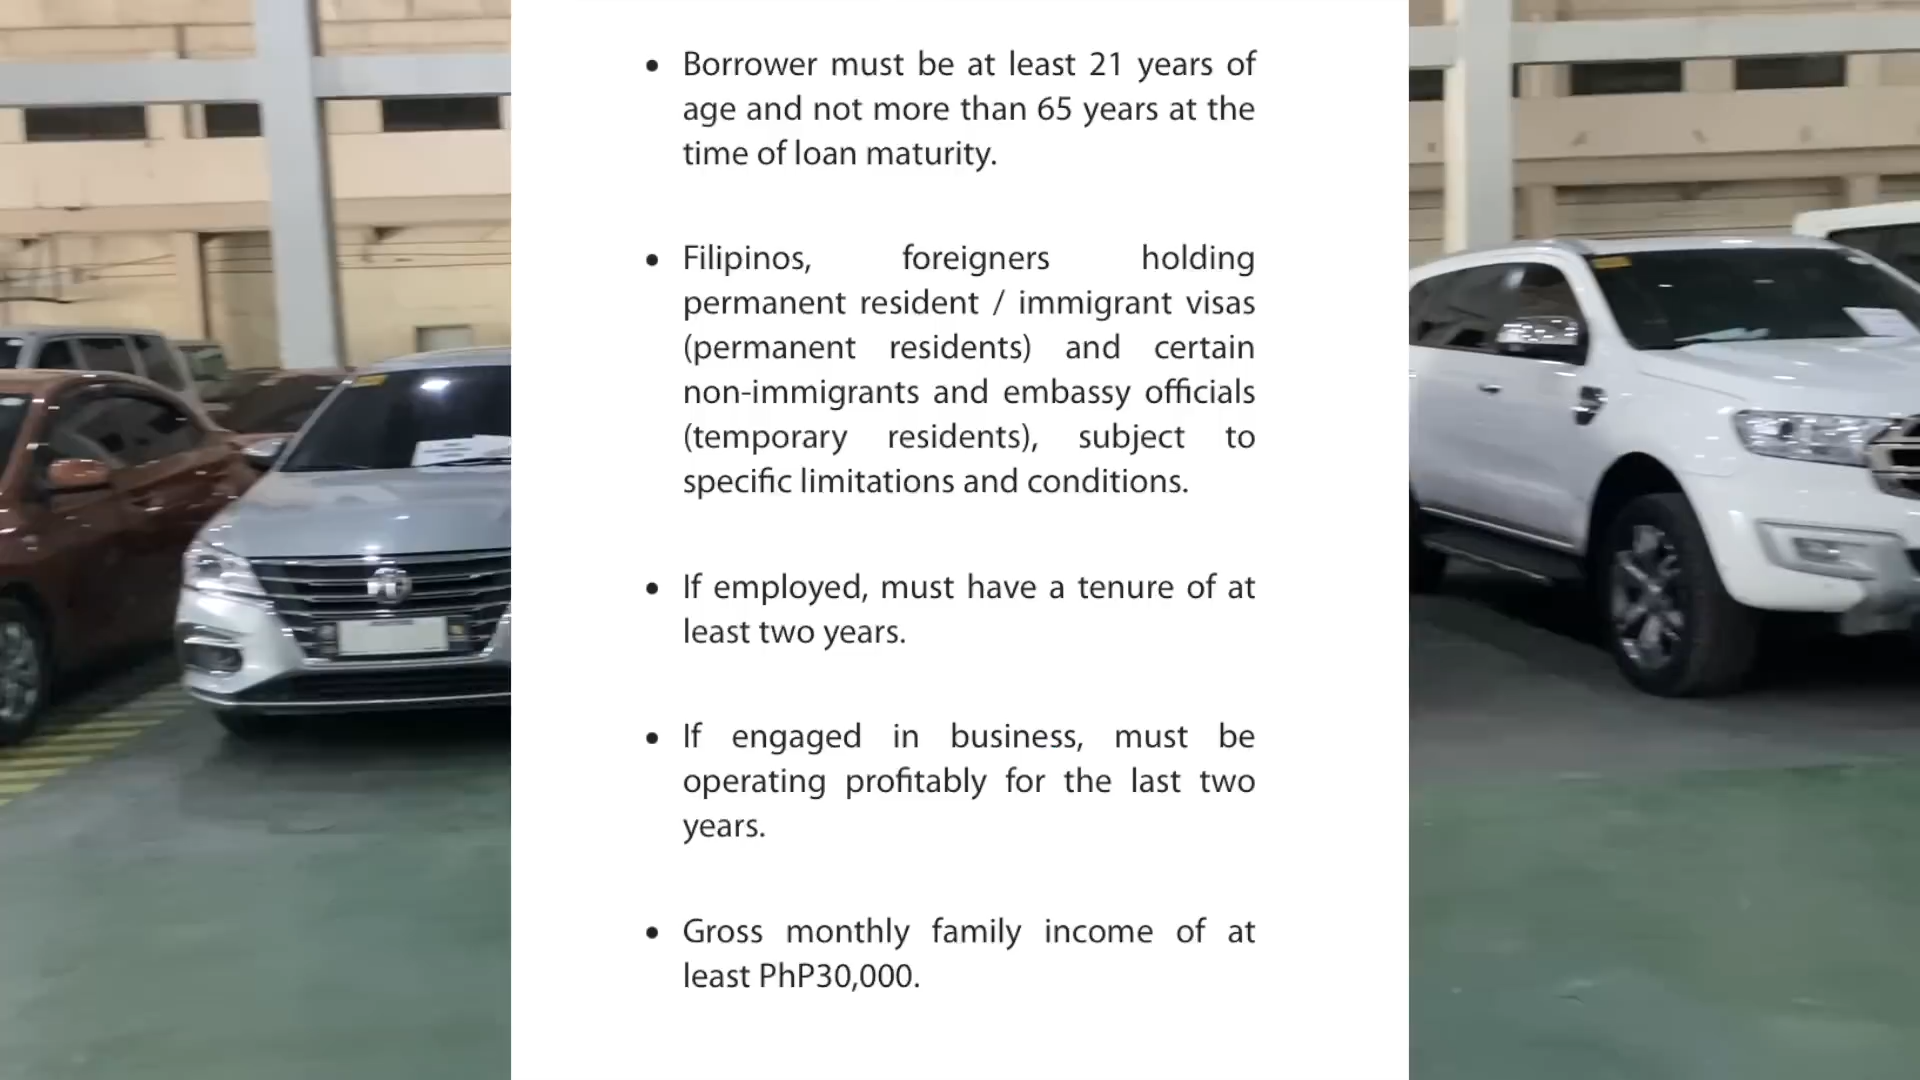 • Borrower must be at least 21 years of
age and not more than 65 years at the
time of loan maturity.
• Filipinos, foreigners holding
permanent resident / immigrant visas
(permanent residents) and certain
non-immigrants and embassy officials
(temporary residents), subject to
specific limitations and conditions.
• If employed, must have a tenure of at
least two years.
• If engaged in business, must be
operating profitably for the last two
years.
• Gross monthly family income of at
least PhP30,000.